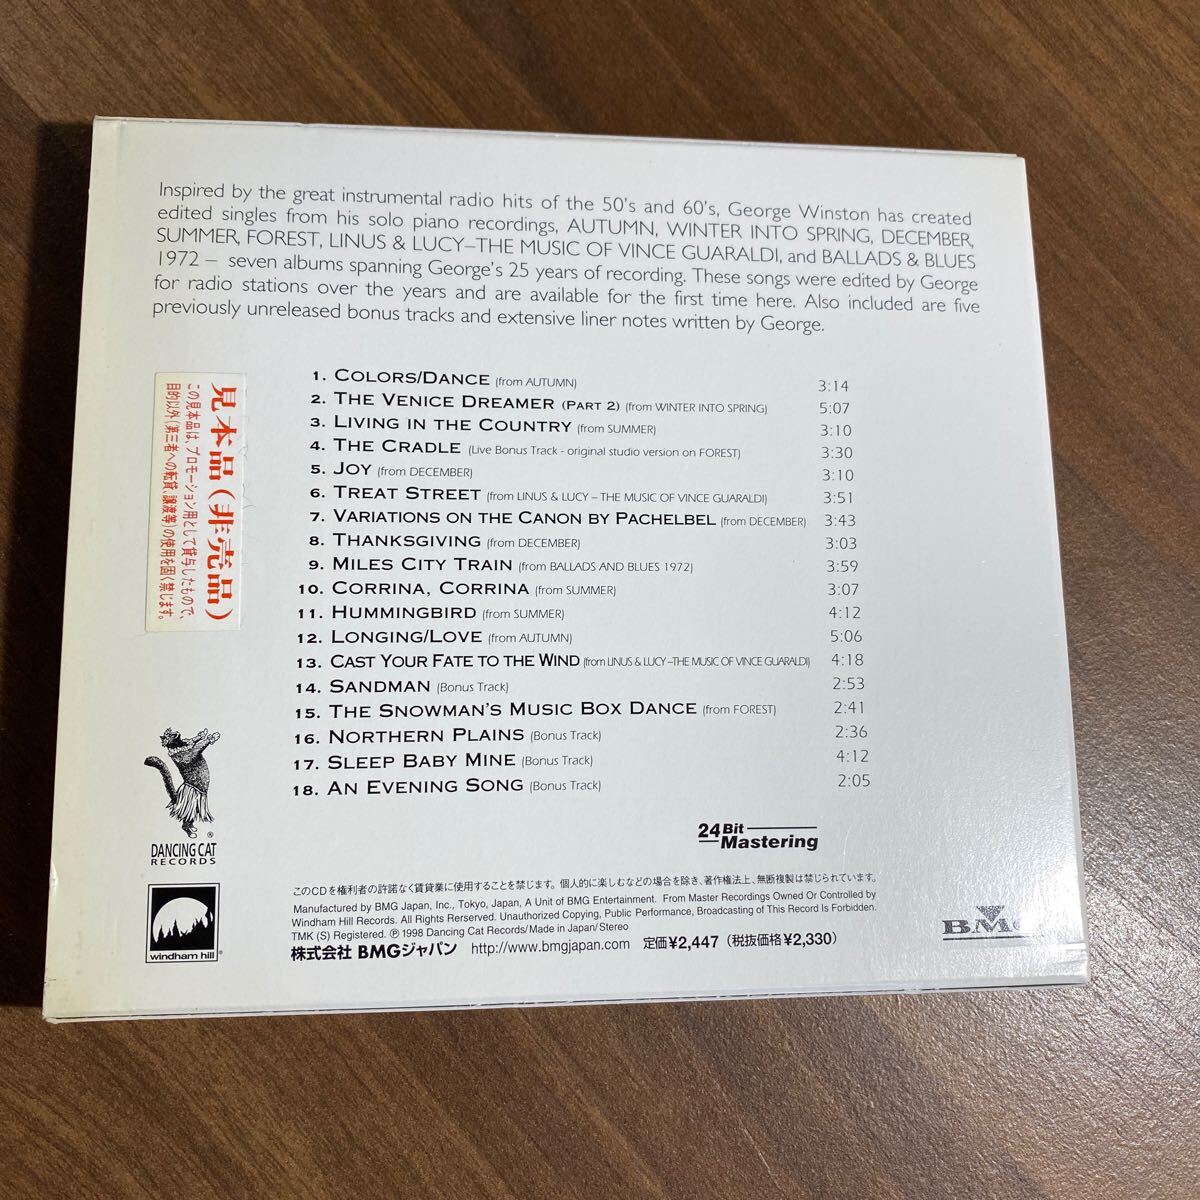 Inspired by the great instrumental radio hits of the 50's and 60's, George Winston has created
edited singles from his solo piano recordings, AUTUMN, WINTER INTO SPRING, DECEMBER,
SUMMER, FOREST, LINUS & LUCY–THE MUSIC OF VINCE GUARALDI, and BALLADS & BLUES
1972 – seven albums spanning George's 25 years of recording. These songs were edited by George
for radio stations over the years and are available for the first time here. Also included are five
previously unreleased bonus tracks and extensive liner notes written by George.
見本品(非売品)
この見本品は、プロモーション用として貸与したもので、
目的以外(第三者への転貸、譲渡等)の使用を固く禁じます。
1. COLORS/DANCE (from AUTUMN) 3:14
2. THE VENICE DREAMER (PART 2) (from WINTER INTO SPRING) 5:07
3. LIVING IN THE COUNTRY (from SUMMER) 3:10
4. THE CRADLE (Live Bonus Track - original studio version on FOREST) 3:30
5. JOY (from DECEMBER) 3:10
6. TREAT STREET (from LINUS & LUCY – THE MUSIC OF VINCE GUARALDI) 3:51
7. VARIATIONS ON THE CANON BY PACHELBEL (from DECEMBER) 3:43
8. THANKSGIVING (from DECEMBER) 3:03
9. MILES CITY TRAIN (from BALLADS AND BLUES 1972) 3:59
10. CORRINA, CORRINA (from SUMMER) 3:07
11. HUMMINGBIRD (from SUMMER) 4:12
12. LONGING/LOVE (from AUTUMN) 5:06
13. CAST YOUR FATE TO THE WIND (from LINUS & LUCY –THE MUSIC OF VINCE GUARALDI) 4:18
14. SANDMAN (Bonus Track) 2:53
15. THE SNOWMAN'S MUSIC BOX DANCE (from FOREST) 2:41
16. NORTHERN PLAINS (Bonus Track) 2:36
17. SLEEP BABY MINE (Bonus Track) 4:12
18. AN EVENING SONG (Bonus Track) 2:05
®
DANCING CAT
RECORDS
24 Bit
Mastering
windham hill®
このCDを権利者の許諾なく賃貸業に使用することを禁じます。個人的に楽しむなどの場合を除き、著作権法上、無断複製は禁じられています。
Manufactured by BMG Japan, Inc., Tokyo, Japan, A Unit of BMG Entertainment. From Master Recordings Owned Or Controlled by
Windham Hill Records. All Rights Rerserved. Unauthorized Copying, Public Performance, Broadcasting of This Record Is Forbidden.
TMK (S) Registered. ℗ 1998 Dancing Cat Records/Made in Japan/Stereo
株式会社 BMGジャパン http://www.bmgjapan.com 定価¥2,447 (税抜価格¥2,330)
BMG